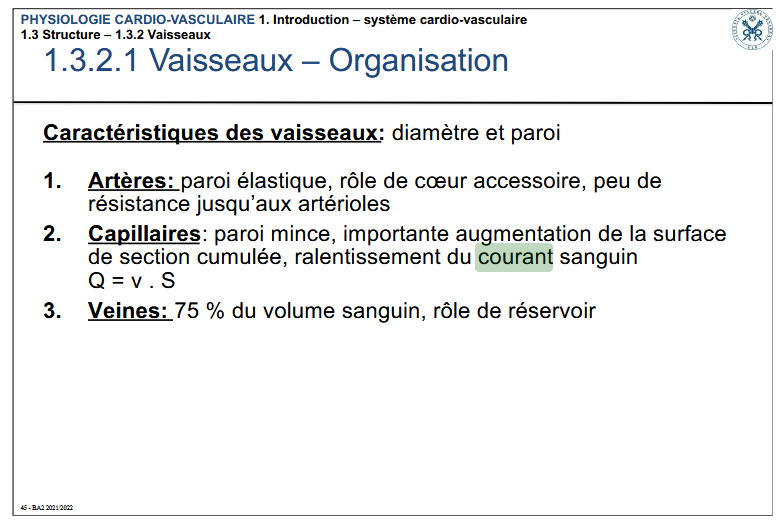 PHYSIOLOGIE CARDIO-VASCULAIRE 1. Introduction – système cardio-vasculaire
1.3 Structure – 1.3.2 Vaisseaux
1.3.2.1 Vaisseaux – Organisation
Caractéristiques des vaisseaux: diamètre et paroi
1. Artères: paroi élastique, rôle de cœur accessoire, peu de
résistance jusqu’aux artérioles
2. Capillaires: paroi mince, importante augmentation de la surface
de section cumulée, ralentissement du courant sanguin
Q = v . S
3. Veines: 75 % du volume sanguin, rôle de réservoir
45 - BA2 2021/2022